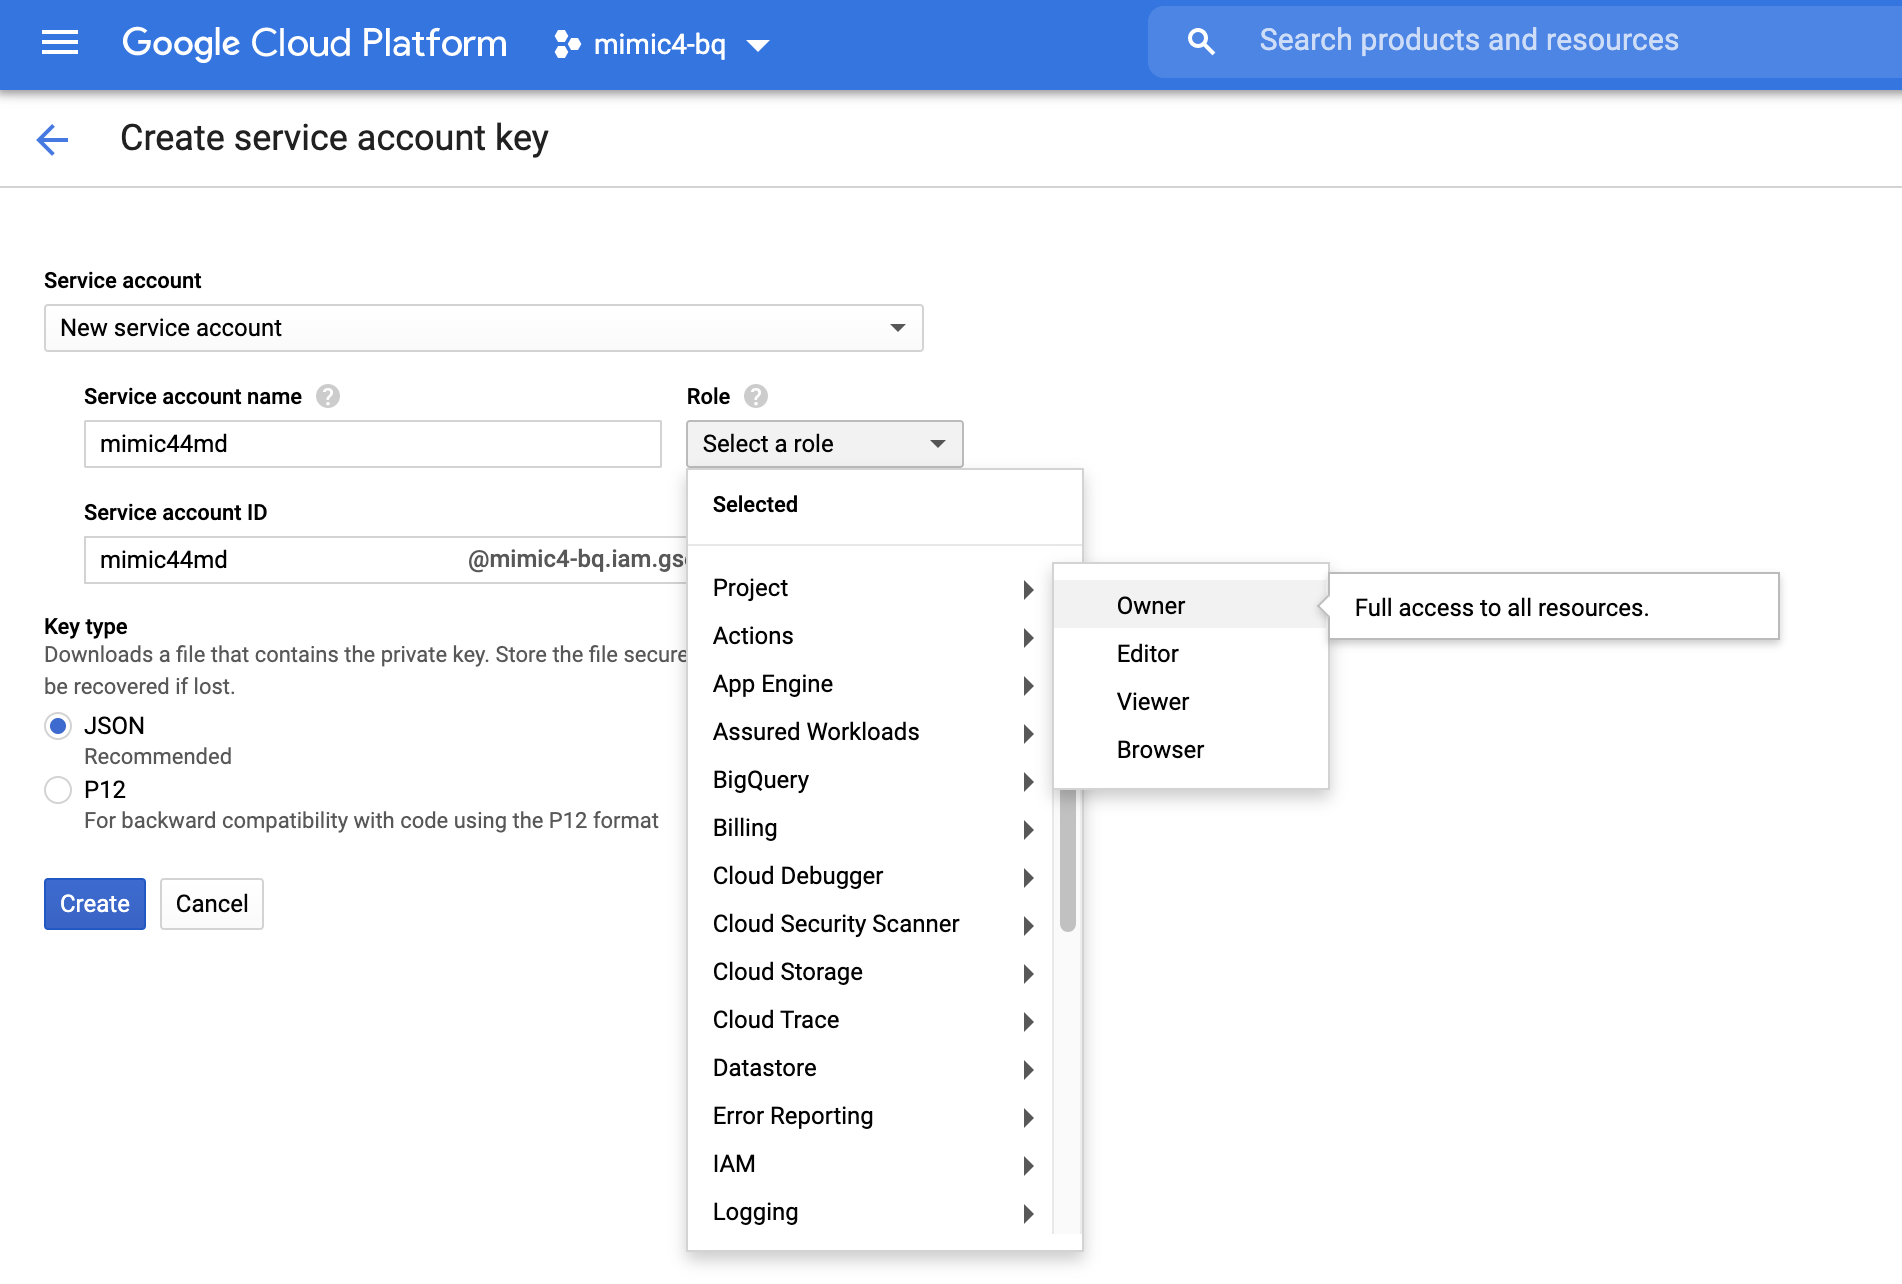 Google Cloud Platform
mimic4-bq
Search products and resources
Create service account key
Service account
New service account
Service account name
Role
mimic44md
Select a role
Selected
Service account ID
mimic44md @mimic4-bq.iam.gs
Key type
Downloads a file that contains the private key. Store the file secure
be recovered if lost.
JSON
Recommended
P12
For backward compatibility with code using the P12 format
Create
Cancel
Project
Actions
App Engine
Assured Workloads
BigQuery
Billing
Cloud Debugger
Cloud Security Scanner
Cloud Storage
Cloud Trace
Datastore
Error Reporting
IAM
Logging
Owner
Editor
Viewer
Browser
Full access to all resources.